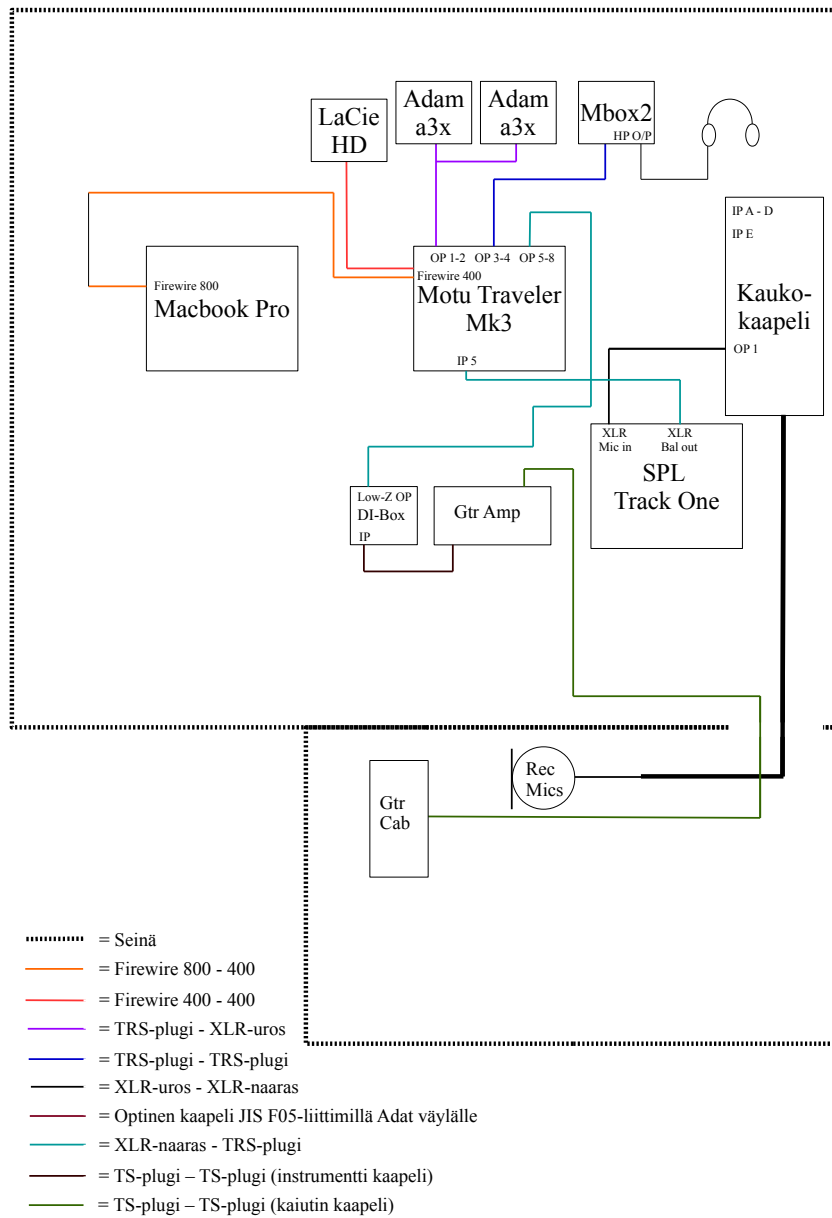 LaCie
HD
Adam
a3x
Adam
a3x
Mbox2
HP O/P
IP A - D
IP E
Kauko-
kaapeli
OP 1
Firewire 800
Macbook Pro
OP 1-2 OP 3-4 OP 5-8
Firewire 400
Motu Traveler
Mk3
IP 5
XLR
Mic in
XLR
Bal out
SPL
Track One
Low-Z OP
DI-Box
IP
Gtr Amp
Rec
Mics
Gtr
Cab
= Seinä
= Firewire 800 - 400
= Firewire 400 - 400
= TRS-plugi - XLR-uros
= TRS-plugi - TRS-plugi
= XLR-uros - XLR-naaras
= Optinen kaapeli JIS F05-liittimillä Adat väylälle
= XLR-naaras - TRS-plugi
= TS-plugi – TS-plugi (instrumentti kaapeli)
= TS-plugi – TS-plugi (kaiutin kaapeli)